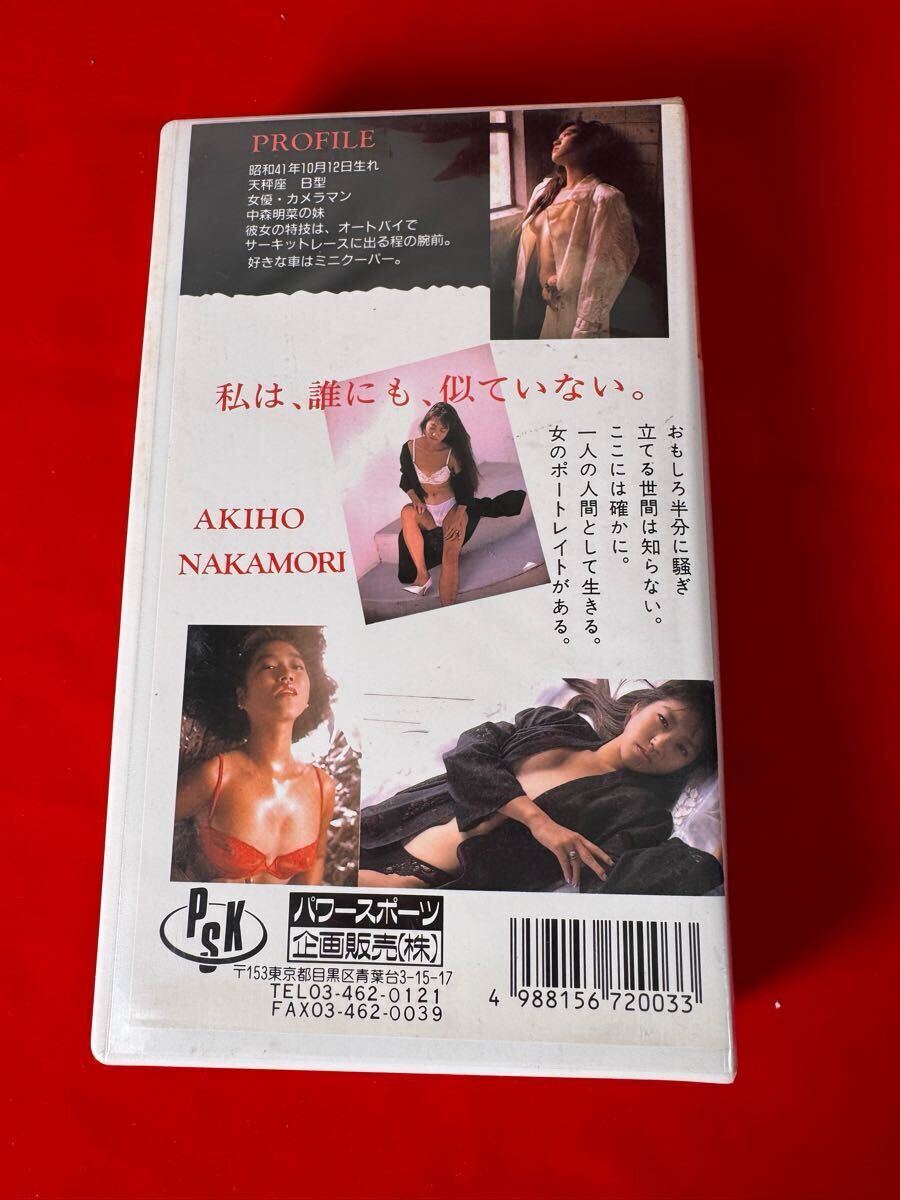 PROFILE
昭和41年10月12日生れ
天秤座 B型
女優・カメラマン
中森明菜の妹
彼女の特技は、オートバイで
サーキットレースに出る程の腕前。
好きな車はミニクーパー。
私は、誰にも、似ていない。
おもしろ半分に騒ぎ
立てる世間は知らない。
ここには確かに。
一人の人間として生きる。
女のポートレイトがある。
AKIHO
NAKAMORI
PSK
パワースポーツ
企画販売(株)
〒153東京都目黒区青葉台3-15-17
TEL03-462-0121
FAX03-462-0039
4 988156 720033